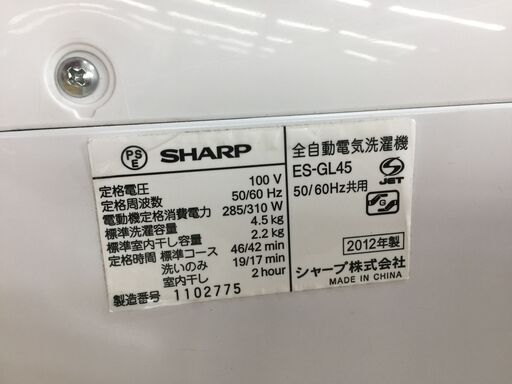 PS E
SHARP
定格電圧 100 V
定格周波数 50/60 Hz
電動機定格消費電力 285/310 W
標準洗濯容量 4.5 kg
標準室内干し容量 2.2 kg
定格時間 標準コース 46/42 min
洗いのみ 19/17 min
室内干し 2 hour
製造番号 1102775
全自動電気洗濯機
ES-GL45
50/60Hz共用
S JET
S G
2012年製
シャープ株式会社
MADE IN CHINA